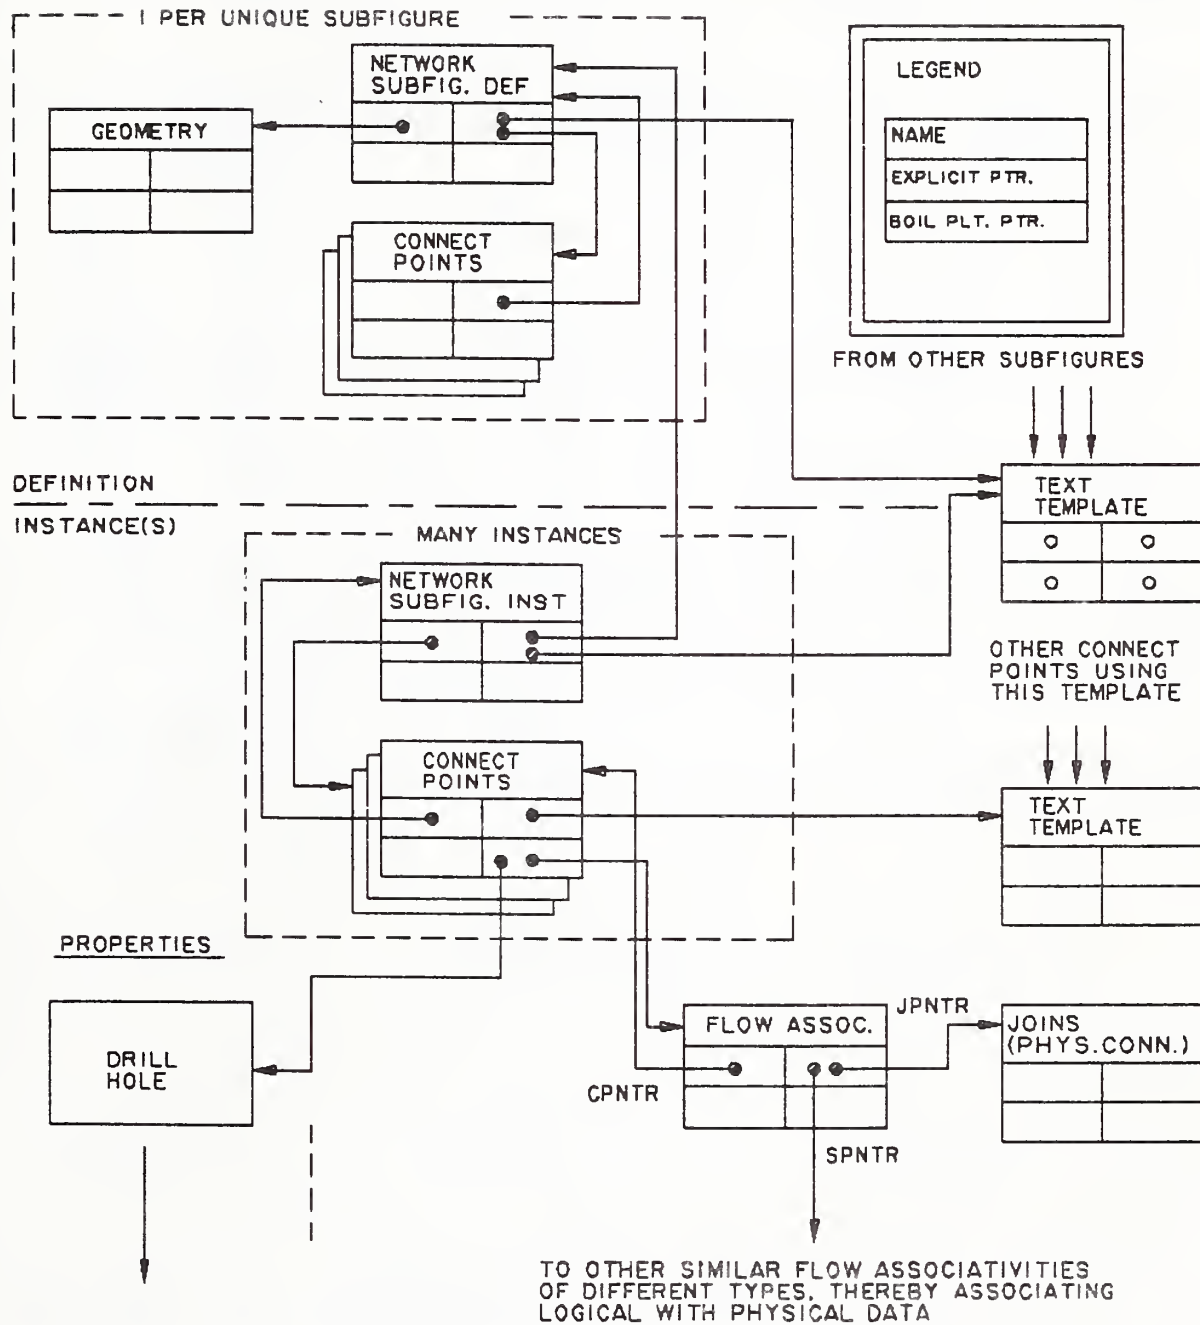 1 PER UNIQUE SUBFIGURE
NETWORK
SUBFIG. DEF
GEOMETRY
CONNECT
POINTS
LEGEND
NAME
EXPLICIT PTR.
BOIL PLT. PTR.
FROM OTHER SUBFIGURES
DEFINITION
INSTANCE(S)
TEXT
TEMPLATE
MANY INSTANCES
NETWORK
SUBFIG. INST
OTHER CONNECT
POINTS USING
THIS TEMPLATE
CONNECT
POINTS
TEXT
TEMPLATE
PROPERTIES
DRILL
HOLE
FLOW ASSOC.
JPNTR
JOINS
(PHYS.CONN.)
CPNTR
SPNTR
TO OTHER SIMILAR FLOW ASSOCIATIVITIES
OF DIFFERENT TYPES, THEREBY ASSOCIATING
LOGICAL WITH PHYSICAL DATA